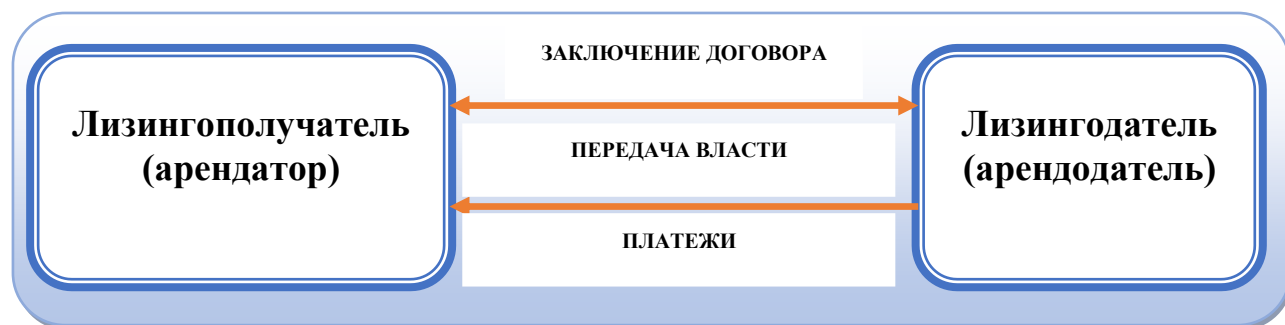 ЗАКЛЮЧЕНИЕ ДОГОВОРА
Лизингополучатель
(арендатор)
ПЕРЕДАЧА ВЛАСТИ
Лизингодатель
(арендодатель)
ПЛАТЕЖИ